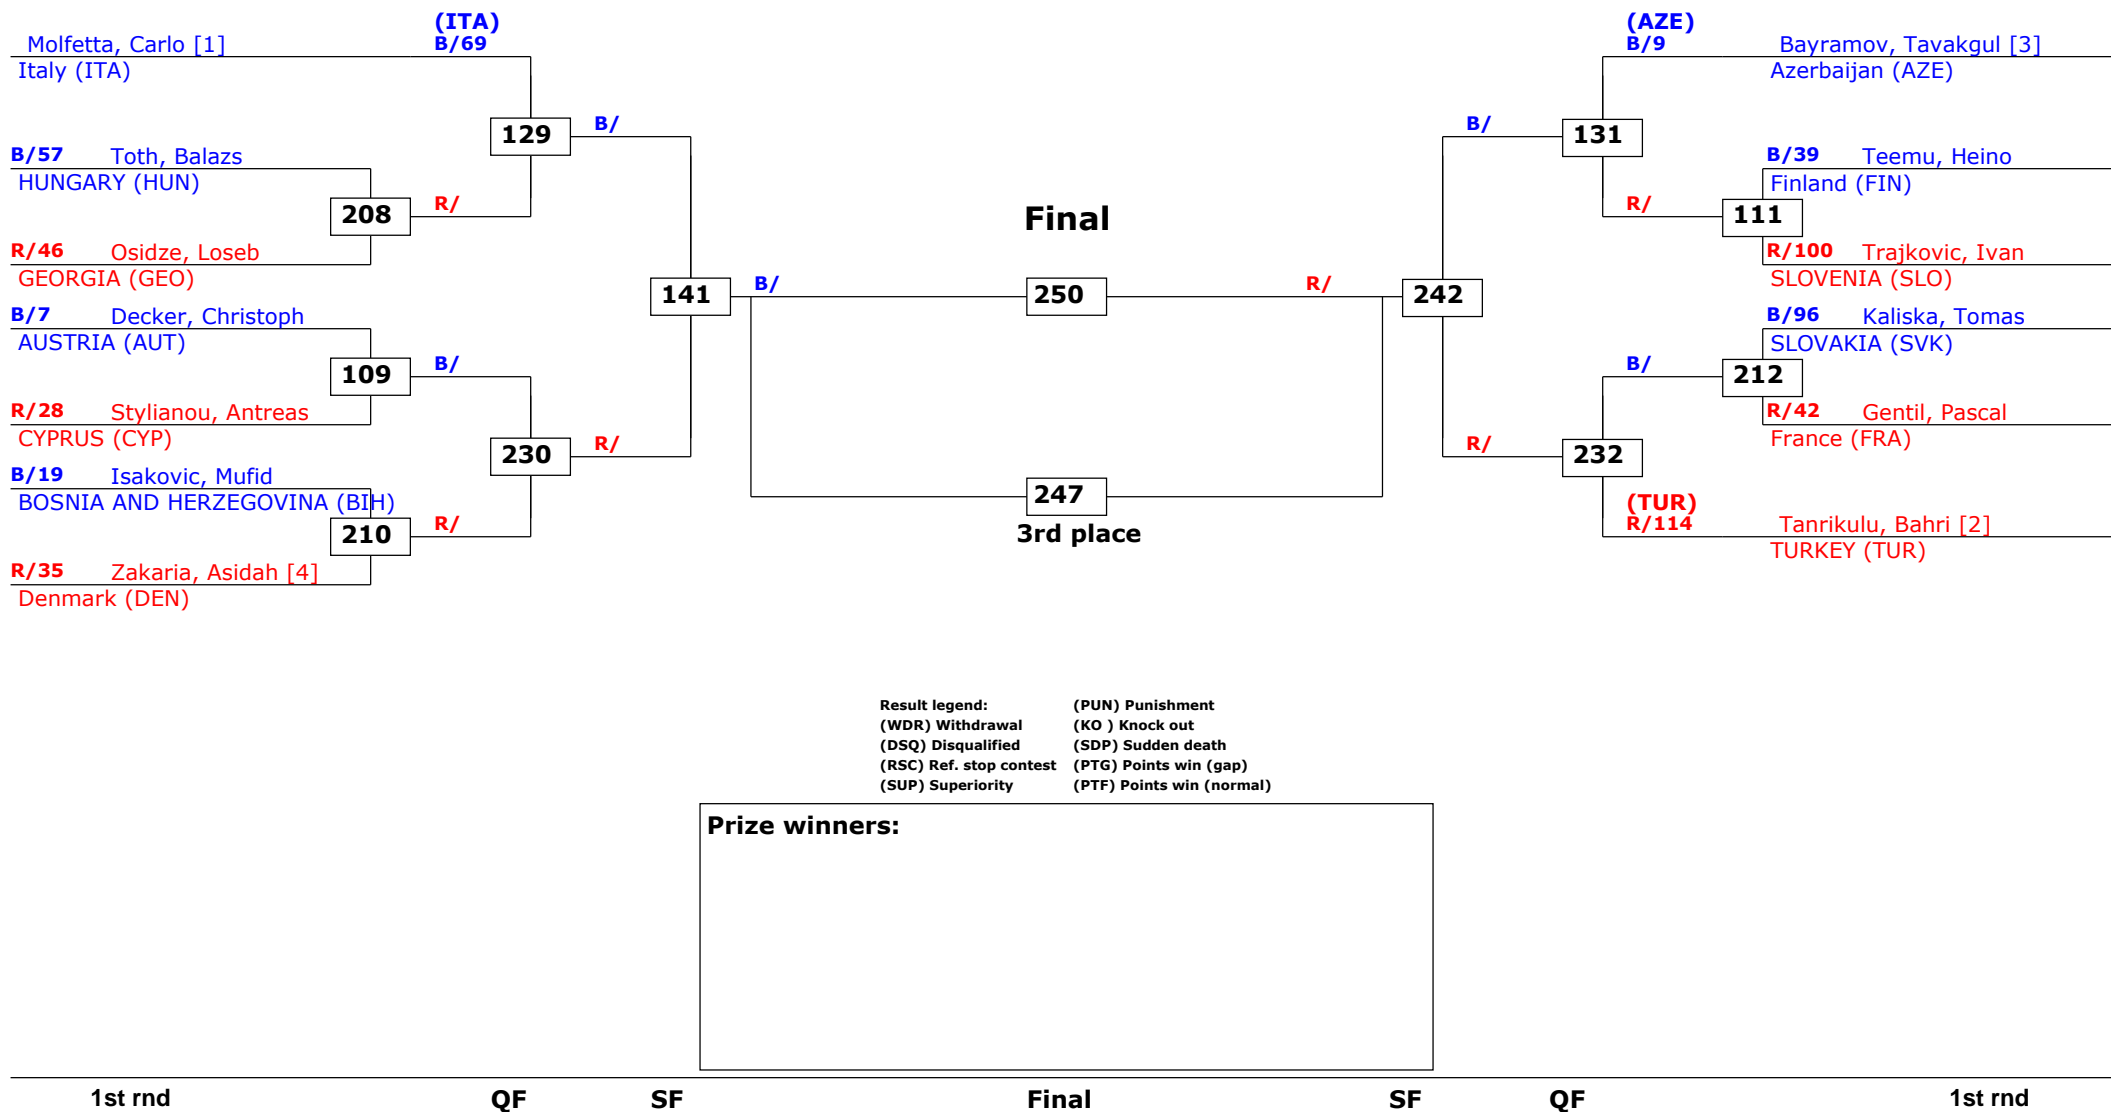 (ITA)
Molfetta, Carlo [1] B/69
Italy (ITA)
129
B/
B/57 Toth, Balazs
HUNGARY (HUN)
208
R/
R/46 Osidze, Loseb
GEORGIA (GEO)
141
B/
B/7 Decker, Christoph
AUSTRIA (AUT)
109
B/
R/28 Stylianou, Antreas
CYPRUS (CYP)
230
R/
B/19 Isakovic, Mufid
BOSNIA AND HERZEGOVINA (BIH)
210
R/
R/35 Zakaria, Asidah [4]
Denmark (DEN)
Final
250
247
3rd place
(AZE)
B/9 Bayramov, Tavakgul [3]
Azerbaijan (AZE)
B/
131
B/39 Teemu, Heino
Finland (FIN)
R/
111
R/100 Trajkovic, Ivan
SLOVENIA (SLO)
R/
242
B/96 Kaliska, Tomas
SLOVAKIA (SVK)
B/
212
R/42 Gentil, Pascal
France (FRA)
R/
232
(TUR)
R/114 Tanrikulu, Bahri [2]
TURKEY (TUR)
Result legend: (PUN) Punishment
(WDR) Withdrawal (KO ) Knock out
(DSQ) Disqualified (SDP) Sudden death
(RSC) Ref. stop contest (PTG) Points win (gap)
(SUP) Superiority (PTF) Points win (normal)
Prize winners:
1st rnd QF SF Final SF QF 1st rnd